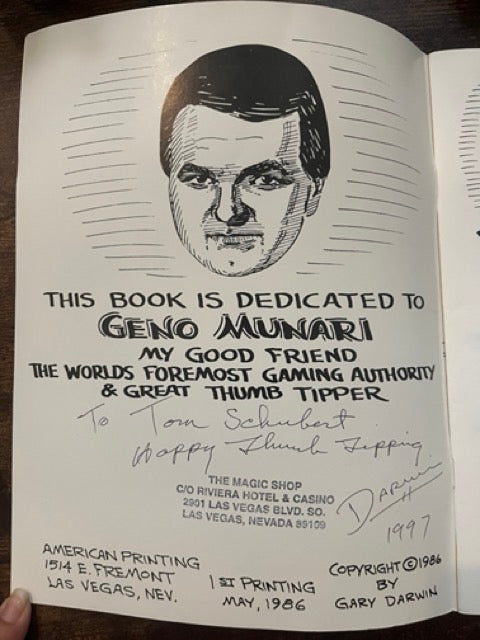 THIS BOOK IS DEDICATED TO
GENO MUNARI
MY GOOD FRIEND
THE WORLDS FOREMOST GAMING AUTHORITY
& GREAT THUMB TIPPER
To Tom Schubert
Happy Thumb Tipping
THE MAGIC SHOP
C/O RIVIERA HOTEL & CASINO
2901 LAS VEGAS BLVD. SO.
LAS VEGAS, NEVADA 89109
DARWIN
1997
AMERICAN PRINTING
1514 E. FREMONT
LAS VEGAS, NEV.
1ST PRINTING
MAY, 1986
COPYRIGHT ©1986
BY
GARY DARWIN